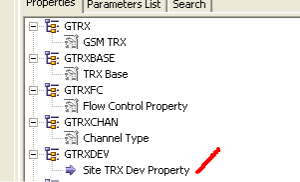 Properties Parameters List Search
GTRX
GSM TRX
GTRXBASE
TRX Base
GTRXFC
Flow Control Property
GTRXCHAN
Channel Type
GTRXDEV
Site TRX Dev Property